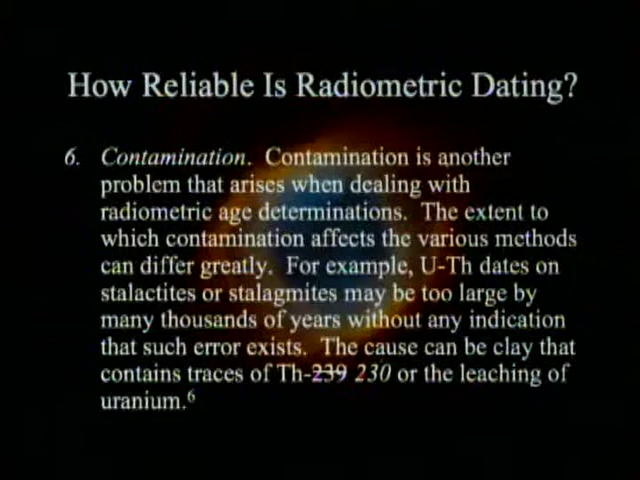 How Reliable Is Radiometric Dating?
6. Contamination. Contamination is another
problem that arises when dealing with
radiometric age determinations. The extent to
which contamination affects the various methods
can differ greatly. For example, U-Th dates on
stalactites or stalagmites may be too large by
many thousands of years without any indication
that such error exists. The cause can be clay that
contains traces of Th-239 230 or the leaching of
uranium.6